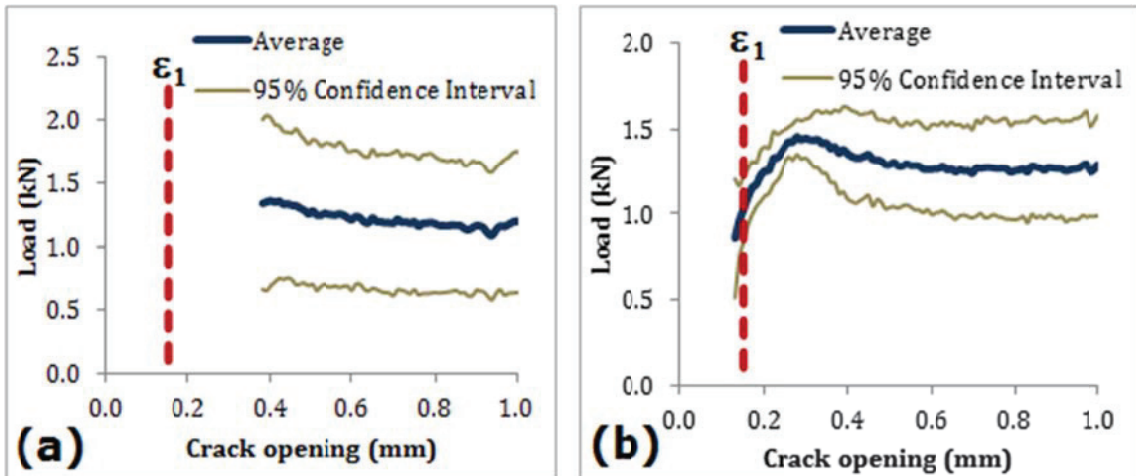 2.5
2.0
1.5
1.0
0.5
0.0
Load (kN)
ε1
Average
95% Confidence Interval
0.0 0.2 0.4 0.6 0.8 1.0
Crack opening (mm)
(a)
2.0
1.5
1.0
0.5
0.0
Load (kN)
ε1
Average
95% Confidence Interval
0.0 0.2 0.4 0.6 0.8 1.0
Crack opening (mm)
(b)